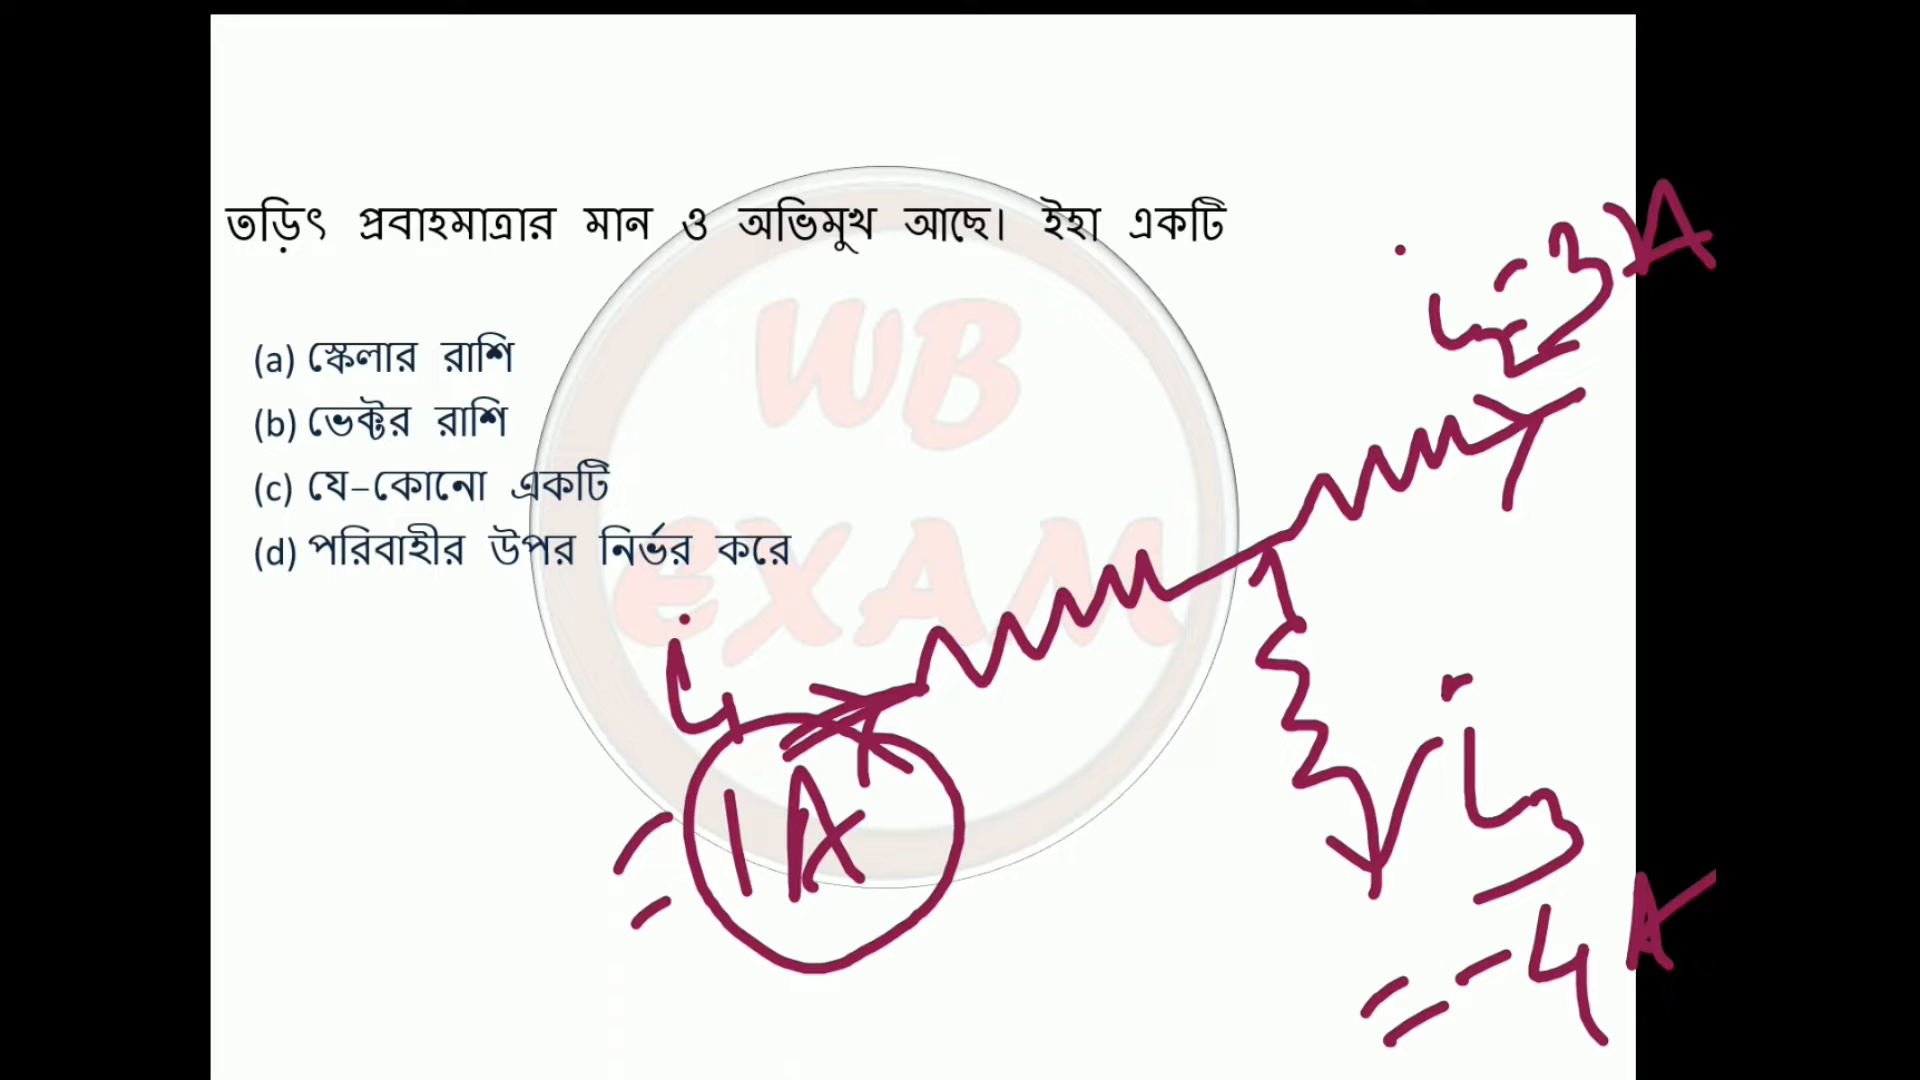 তড়িৎ প্রবাহমাত্রার মান ও অভিমুখ আছে। ইহা একটি
(a) স্কেলার রাশি
(b) ভেক্টর রাশি
(c) যে-কোনো একটি
(d) পরিবাহীর উপর নির্ভর করে
WB
EXAM
i₂ = 3A
i₁ = 1A
i₃ = -4A